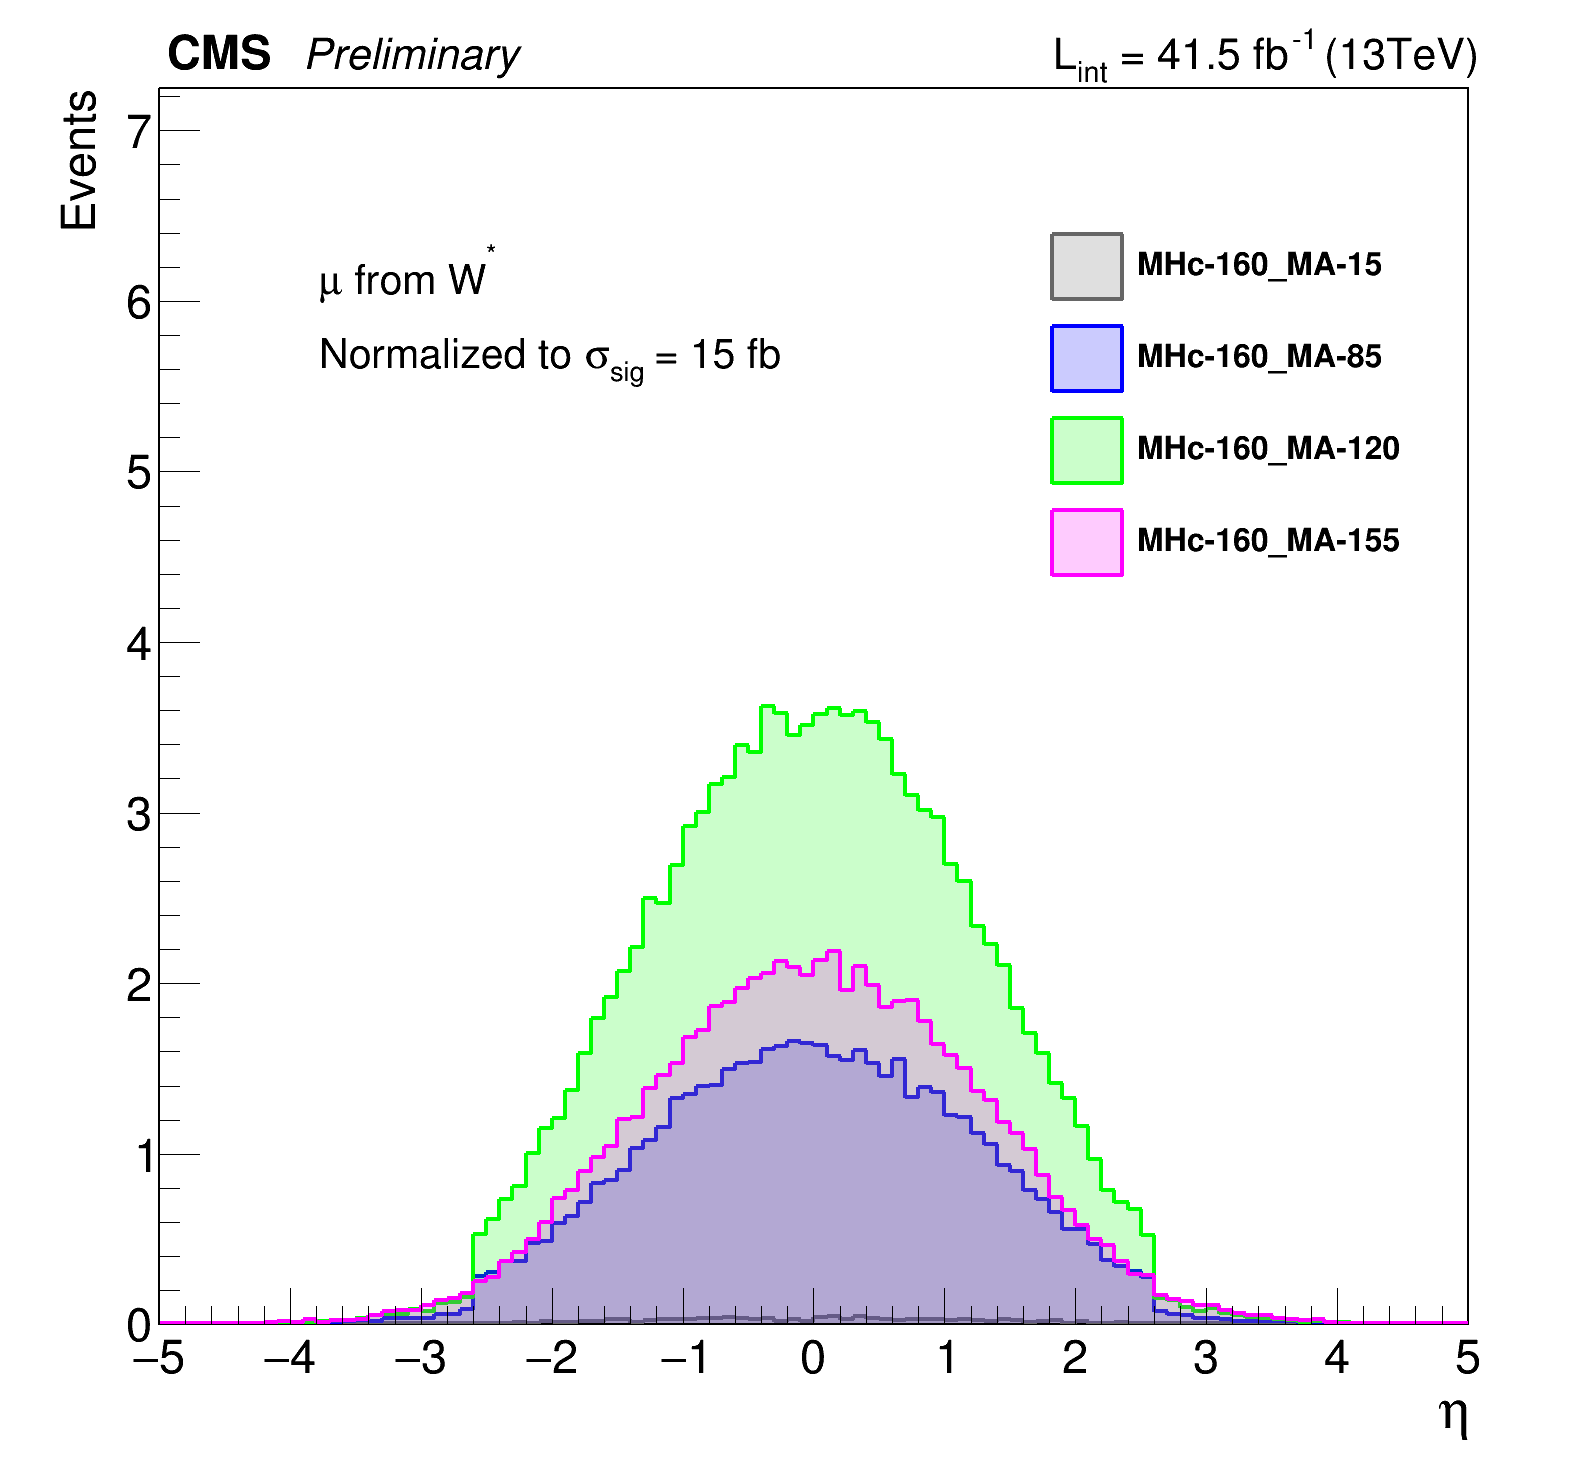 CMS Preliminary L_int = 41.5 fb^-1 (13TeV)
Events
7
6
5
4
3
2
1
0
μ from W^*
Normalized to σ_sig = 15 fb
MHc-160_MA-15
MHc-160_MA-85
MHc-160_MA-120
MHc-160_MA-155
−5 −4 −3 −2 −1 0 1 2 3 4 5
η